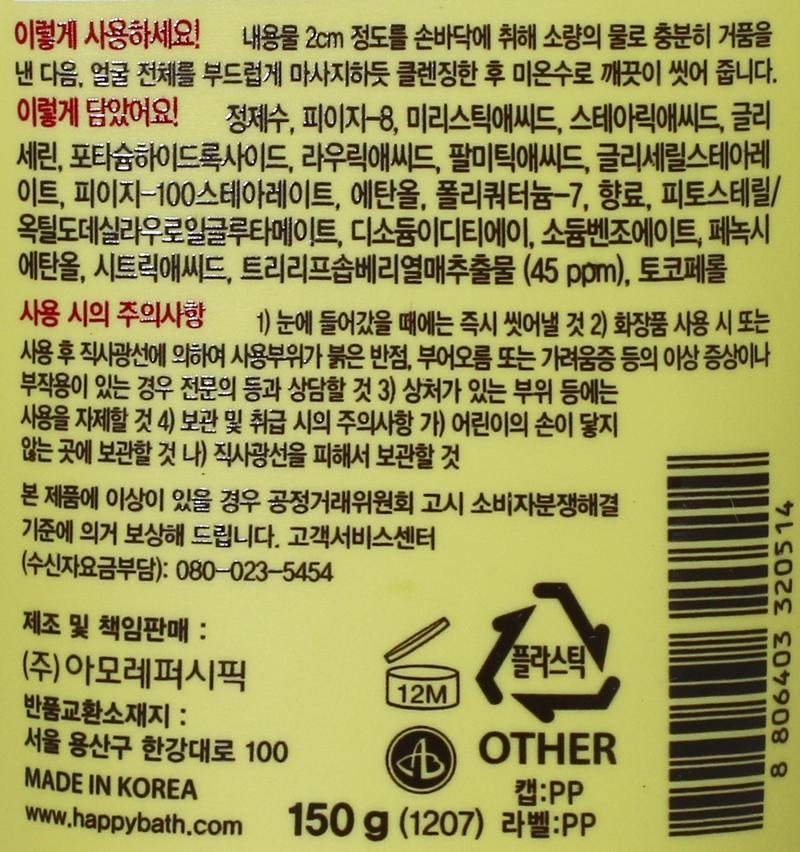 이렇게 사용하세요! 내용물 2cm 정도를 손바닥에 취해 소량의 물로 충분히 거품을
낸 다음, 얼굴 전체를 부드럽게 마사지하듯 클렌징한 후 미온수로 깨끗이 씻어 줍니다.
이렇게 담았어요! 정제수, 피이지-8, 미리스틱애씨드, 스테아릭애씨드, 글리
세린, 포타슘하이드록사이드, 라우릭애씨드, 팔미틱애씨드, 글리세릴스테아레
이트, 피이지-100스테아레이트, 에탄올, 폴리쿼터늄-7, 향료, 피토스테릴/
옥틸도데실라우로일글루타메이트, 디소듐이디티에이, 소듐벤조에이트, 페녹시
에탄올, 시트릭애씨드, 트리리프솝베리열매추출물 (45 ppm), 토코페롤
사용 시의 주의사항 1) 눈에 들어갔을 때에는 즉시 씻어낼 것 2) 화장품 사용 시 또는
사용 후 직사광선에 의하여 사용부위가 붉은 반점, 부어오름 또는 가려움증 등의 이상 증상이나
부작용이 있는 경우 전문의 등과 상담할 것 3) 상처가 있는 부위 등에는
사용을 자제할 것 4) 보관 및 취급 시의 주의사항 가) 어린이의 손이 닿지
않는 곳에 보관할 것 나) 직사광선을 피해서 보관할 것
본 제품에 이상이 있을 경우 공정거래위원회 고시 소비자분쟁해결
기준에 의거 보상해 드립니다. 고객서비스센터
(수신자요금부담): 080-023-5454
제조 및 책임판매 :
(주)아모레퍼시픽
반품교환소재지 :
서울 용산구 한강대로 100
MADE IN KOREA
www.happybath.com
12M
플라스틱
OTHER
캡:PP
150 g (1207) 라벨:PP
8 806403 320514